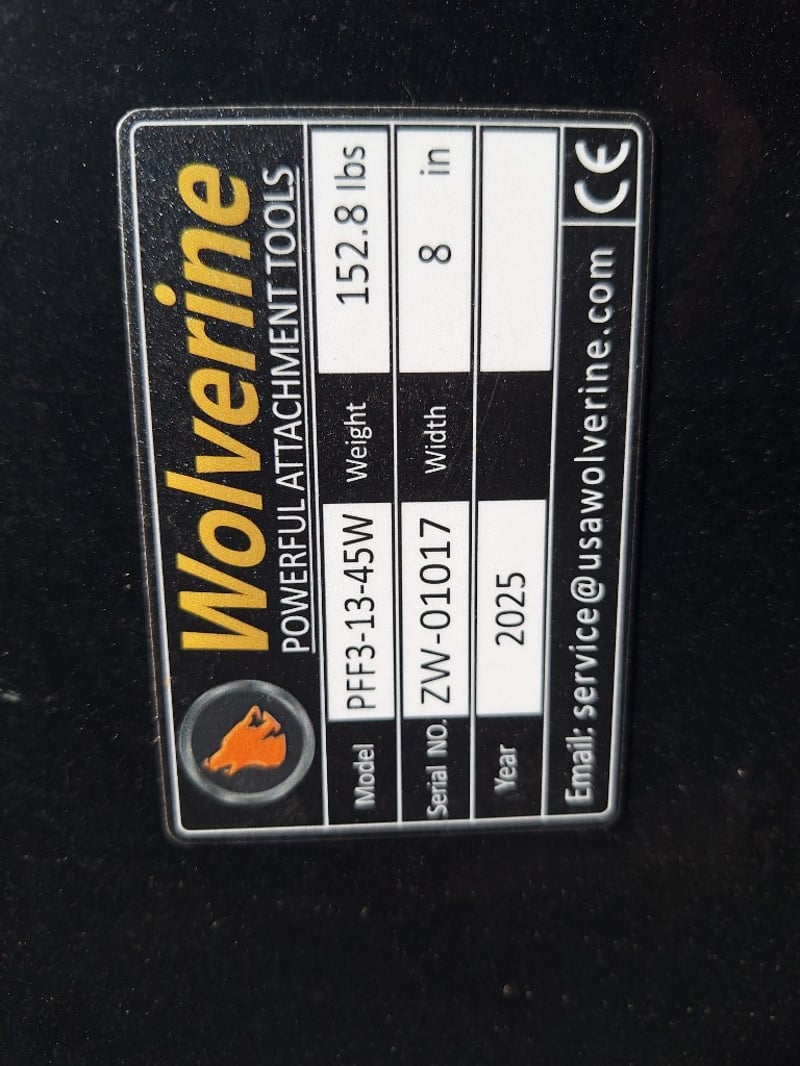 Wolverine
POWERFUL ATTACHMENT TOOLS
Model PFF3-13-45W Weight 152.8 lbs
Serial NO. ZW-01017 Width 8 in
Year 2025
Email: service@usawolverine.com CE